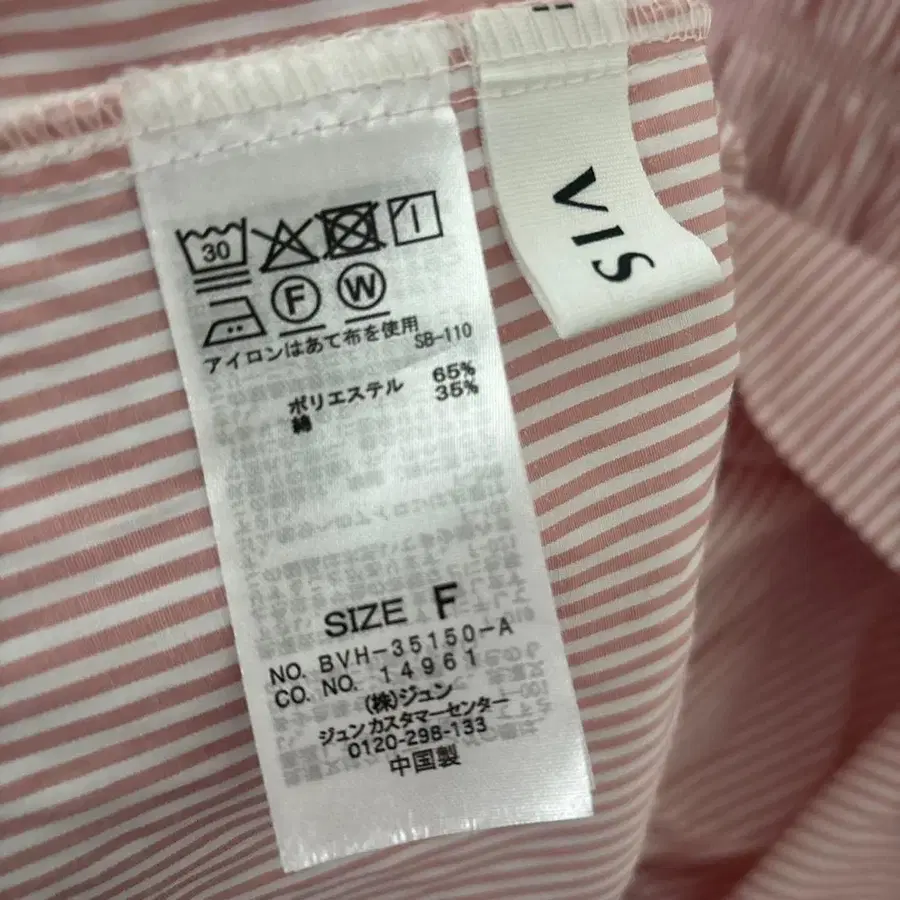 30
F W
アイロンはあて布を使用 SB-110
ポリエステル 65%
綿 35%
SIZE F
NO. BVH-35150-A
CO. NO. 14961
(株)ジュン
ジュンカスタマーセンター
0120-298-133
中国製
VIS